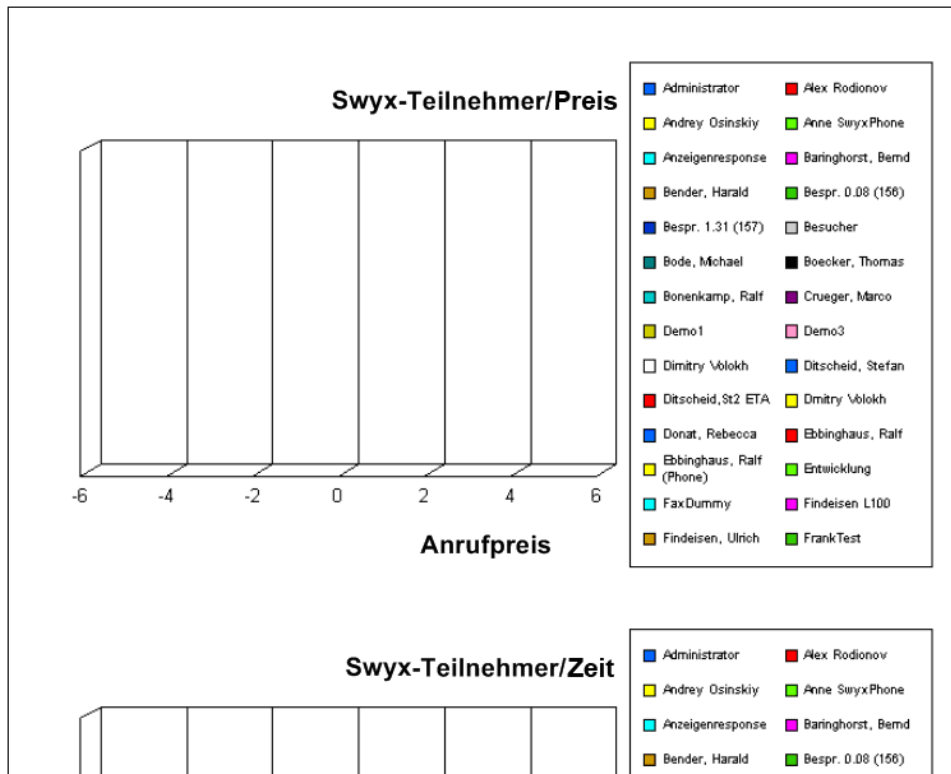 Swyx-Teilnehmer/Preis
-6 -4 -2 0 2 4 6
Anrufpreis
Administrator Alex Rodionov
Andrey Osinskiy Anne SwyxPhone
Anzeigenresponse Baringhorst, Bernd
Bender, Harald Bespr. 0.08 (156)
Bespr. 1.31 (157) Besucher
Bode, Michael Boecker, Thomas
Bonenkamp, Ralf Crueger, Marco
Demo1 Demo3
Dimitry Volokh Ditscheid, Stefan
Ditscheid,St2 ETA Dmitry Volokh
Donat, Rebecca Ebbinghaus, Ralf
Ebbinghaus, Ralf
(Phone) Entwicklung
FaxDummy Findeisen L100
Findeisen, Ulrich FrankTest
Swyx-Teilnehmer/Zeit
Administrator Alex Rodionov
Andrey Osinskiy Anne SwyxPhone
Anzeigenresponse Baringhorst, Bernd
Bender, Harald Bespr. 0.08 (156)